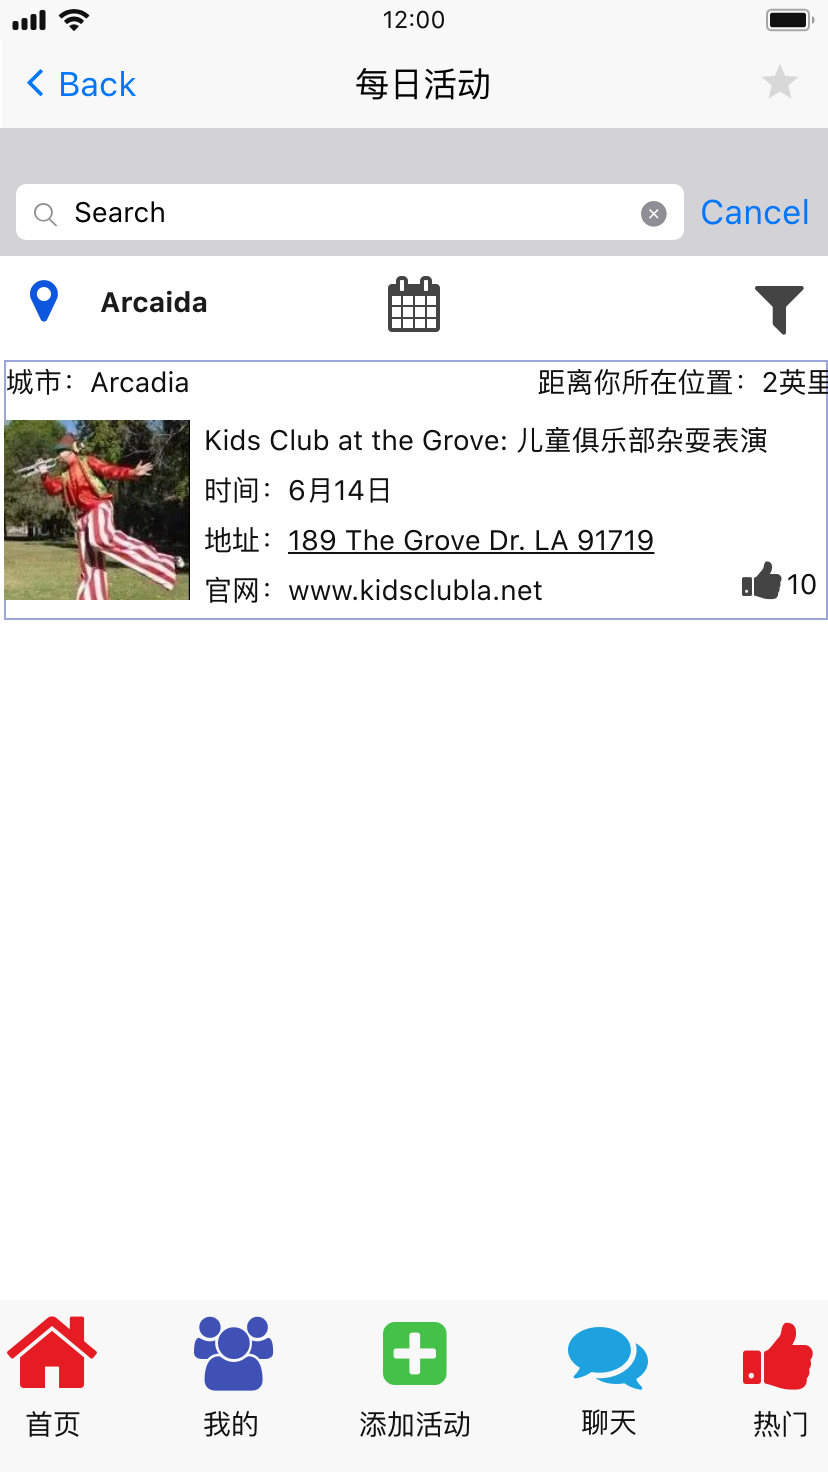 12:00
Back 每日活动
Search Cancel
Arcaida
城市：Arcadia 距离你所在位置：2英里
Kids Club at the Grove: 儿童俱乐部杂耍表演
时间：6月14日
地址：189 The Grove Dr. LA 91719
官网：www.kidsclubla.net
10
首页 我的 添加活动 聊天 热门